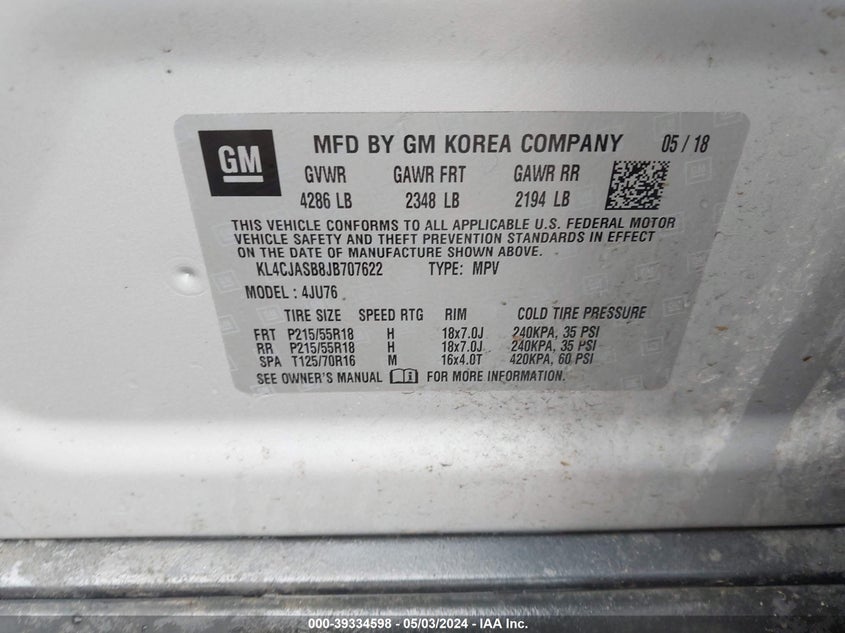 GM
MFD BY GM KOREA COMPANY 05 / 18
GVWR GAWR FRT GAWR RR
4286 LB 2348 LB 2194 LB
THIS VEHICLE CONFORMS TO ALL APPLICABLE U.S. FEDERAL MOTOR
VEHICLE SAFETY AND THEFT PREVENTION STANDARDS IN EFFECT
ON THE DATE OF MANUFACTURE SHOWN ABOVE.
KL4CJASB8JB707622 TYPE: MPV
MODEL : 4JU76
TIRE SIZE SPEED RTG RIM COLD TIRE PRESSURE
FRT P215/55R18 H 18x7.0J 240KPA, 35 PSI
RR P215/55R18 H 18x7.0J 240KPA, 35 PSI
SPA T125/70R16 M 16x4.0T 420KPA, 60 PSI
SEE OWNER'S MANUAL FOR MORE INFORMATION.
000-39334598 - 05/03/2024 - IAA Inc.